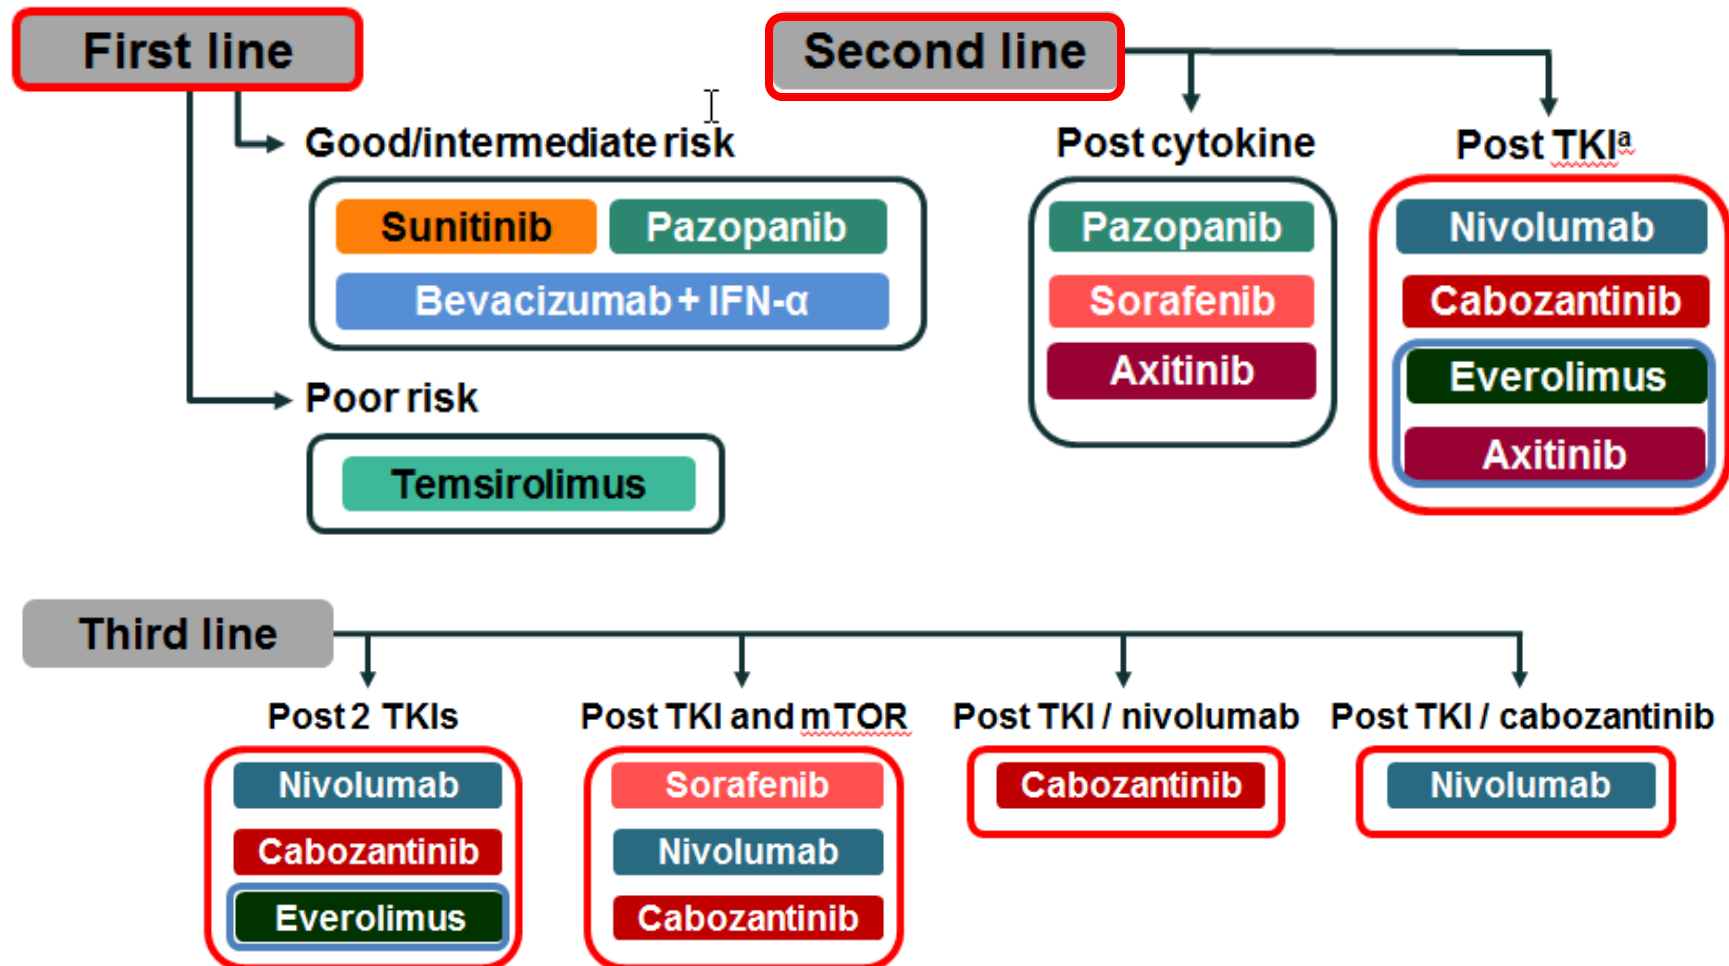 First line
Good/intermediate risk
Sunitinib
Pazopanib
Bevacizumab + IFN-α
Poor risk
Temsirolimus
Second line
Post cytokine
Pazopanib
Sorafenib
Axitinib
Post TKIª
Nivolumab
Cabozantinib
Everolimus
Axitinib
Third line
Post 2 TKIs
Nivolumab
Cabozantinib
Everolimus
Post TKI and mTOR
Sorafenib
Nivolumab
Cabozantinib
Post TKI / nivolumab
Cabozantinib
Post TKI / cabozantinib
Nivolumab